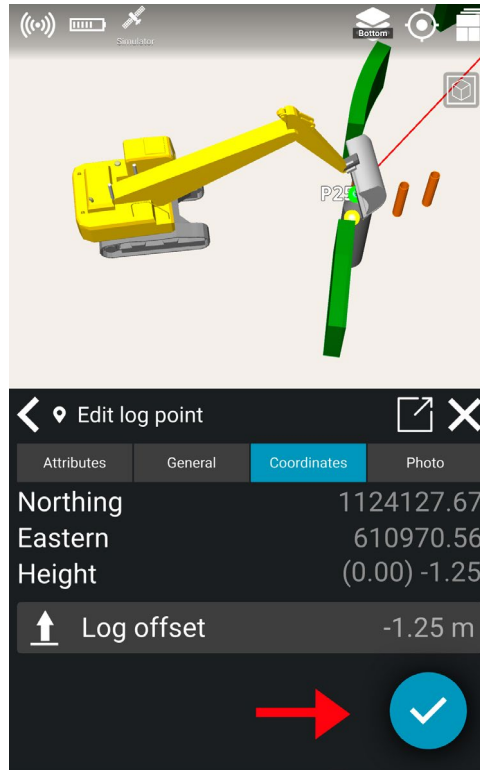 Simulator
Bottom
P25
Edit log point
Attributes General Coordinates Photo
Northing 1124127.67
Eastern 610970.56
Height (0.00) -1.25
Log offset -1.25 m